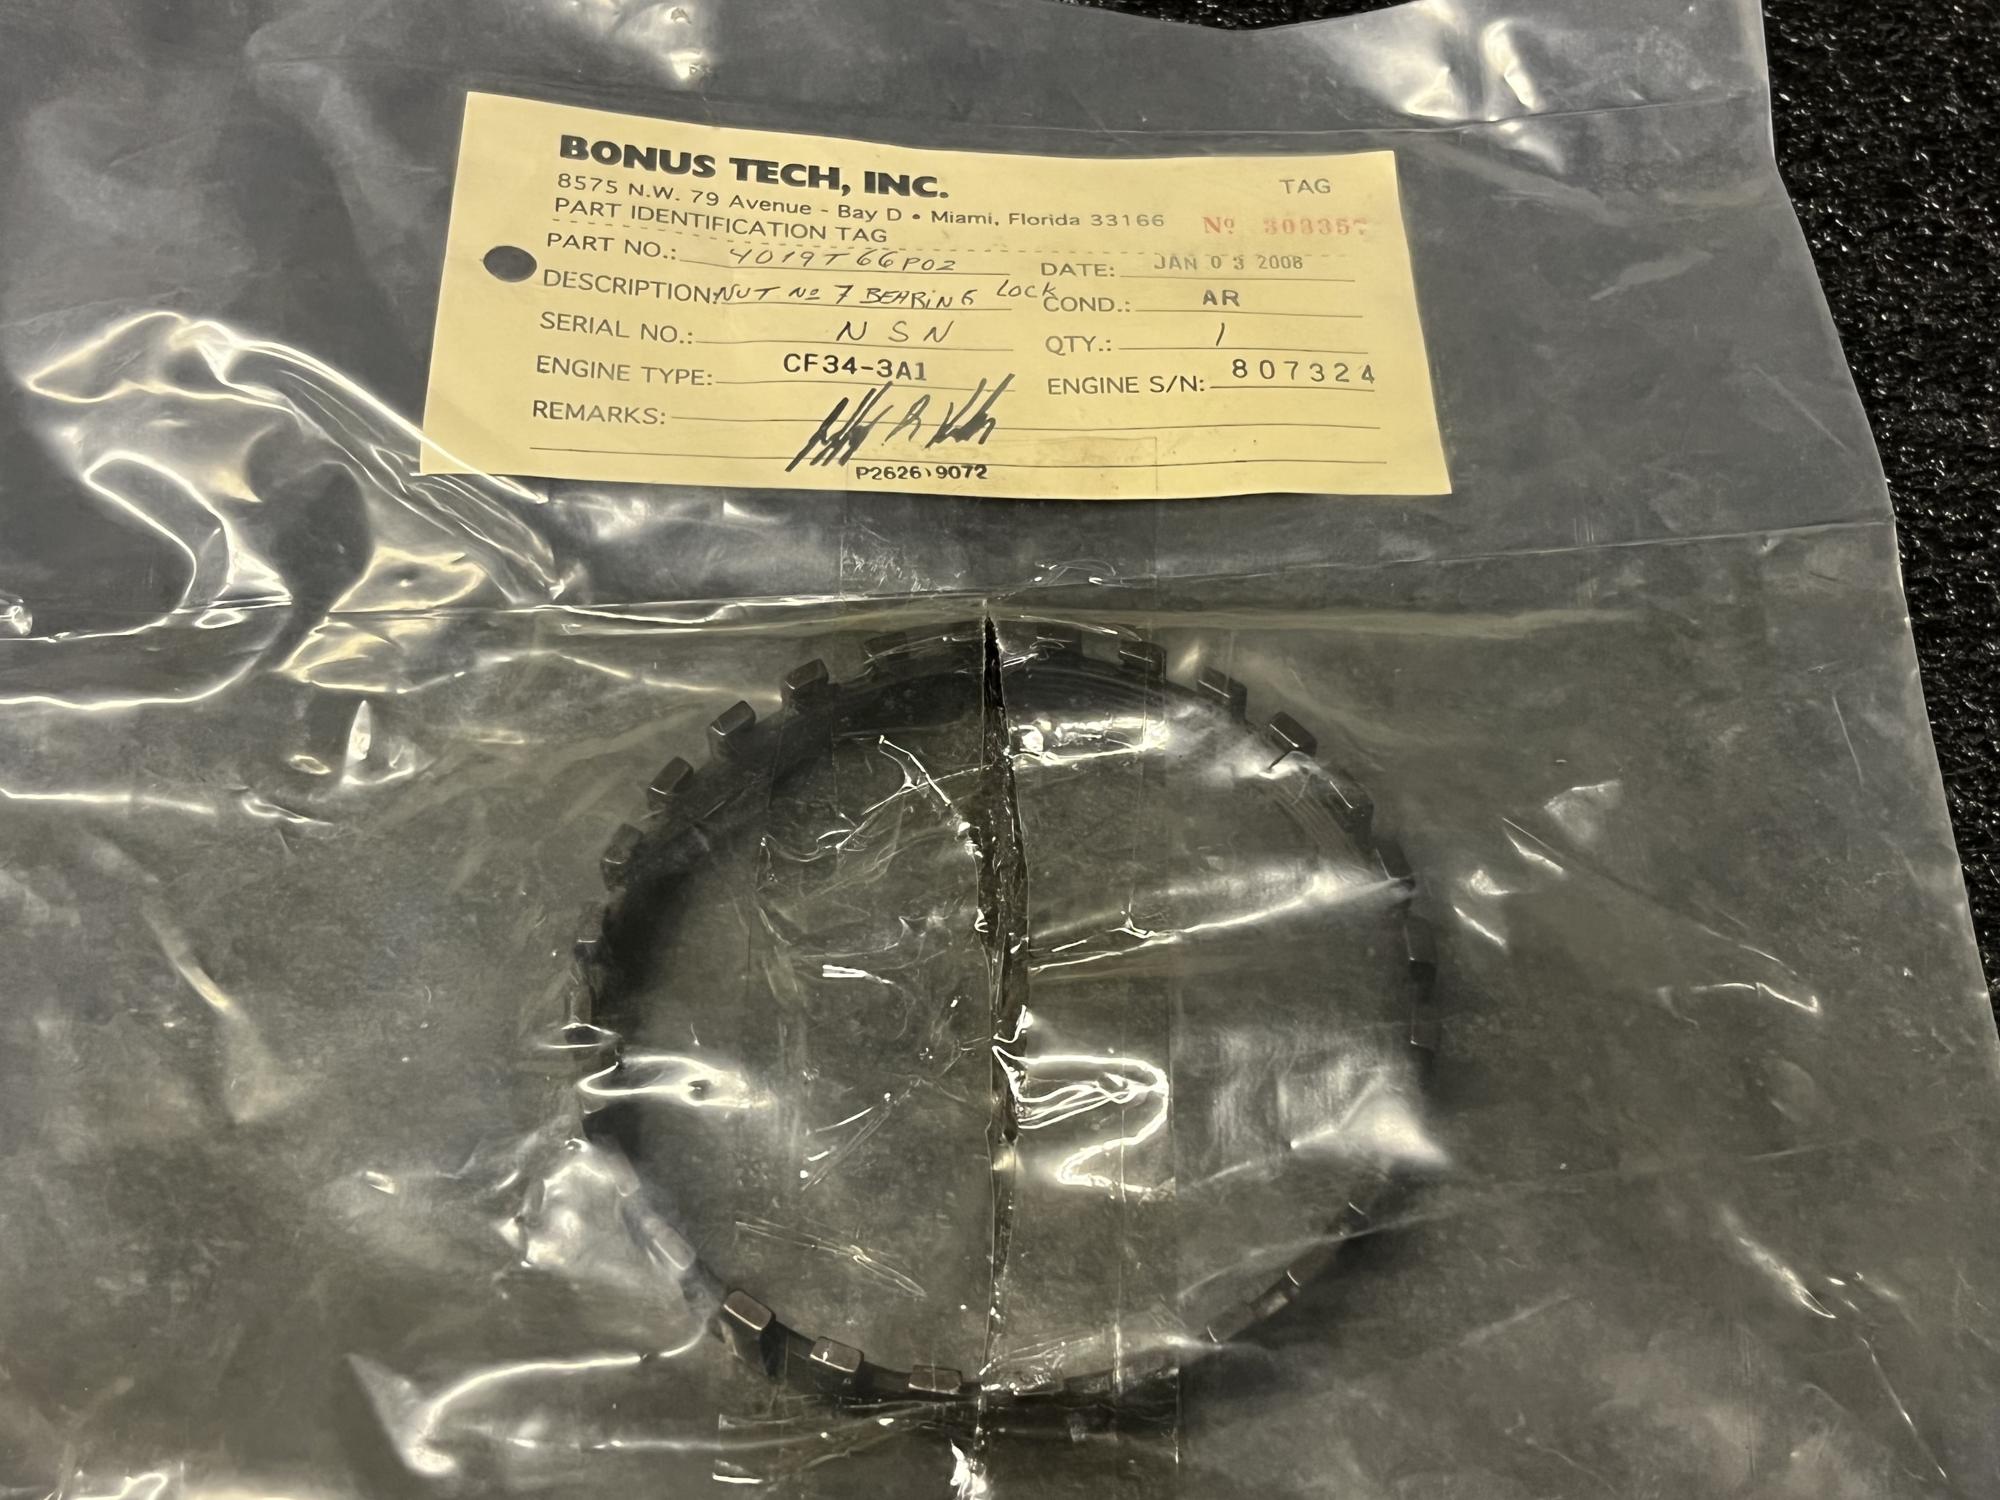 BONUS TECH, INC.
TAG
8575 N.W. 79 Avenue - Bay D • Miami, Florida 33166
Nº
PART IDENTIFICATION TAG
PART NO.: 4019T66P02
DATE: JAN 03 2008
DESCRIPTION: NUT Nº 7 BEARING LOCK
COND.: AR
SERIAL NO.: NSN
QTY.: 1
ENGINE TYPE: CF34-3A1
ENGINE S/N: 807324
REMARKS: